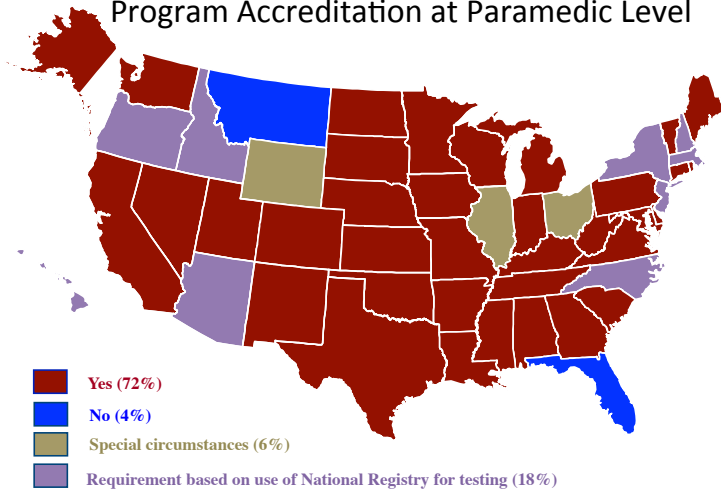 Program Accreditation at Paramedic Level
Yes (72%)
No (4%)
Special circumstances (6%)
Requirement based on use of National Registry for testing (18%)